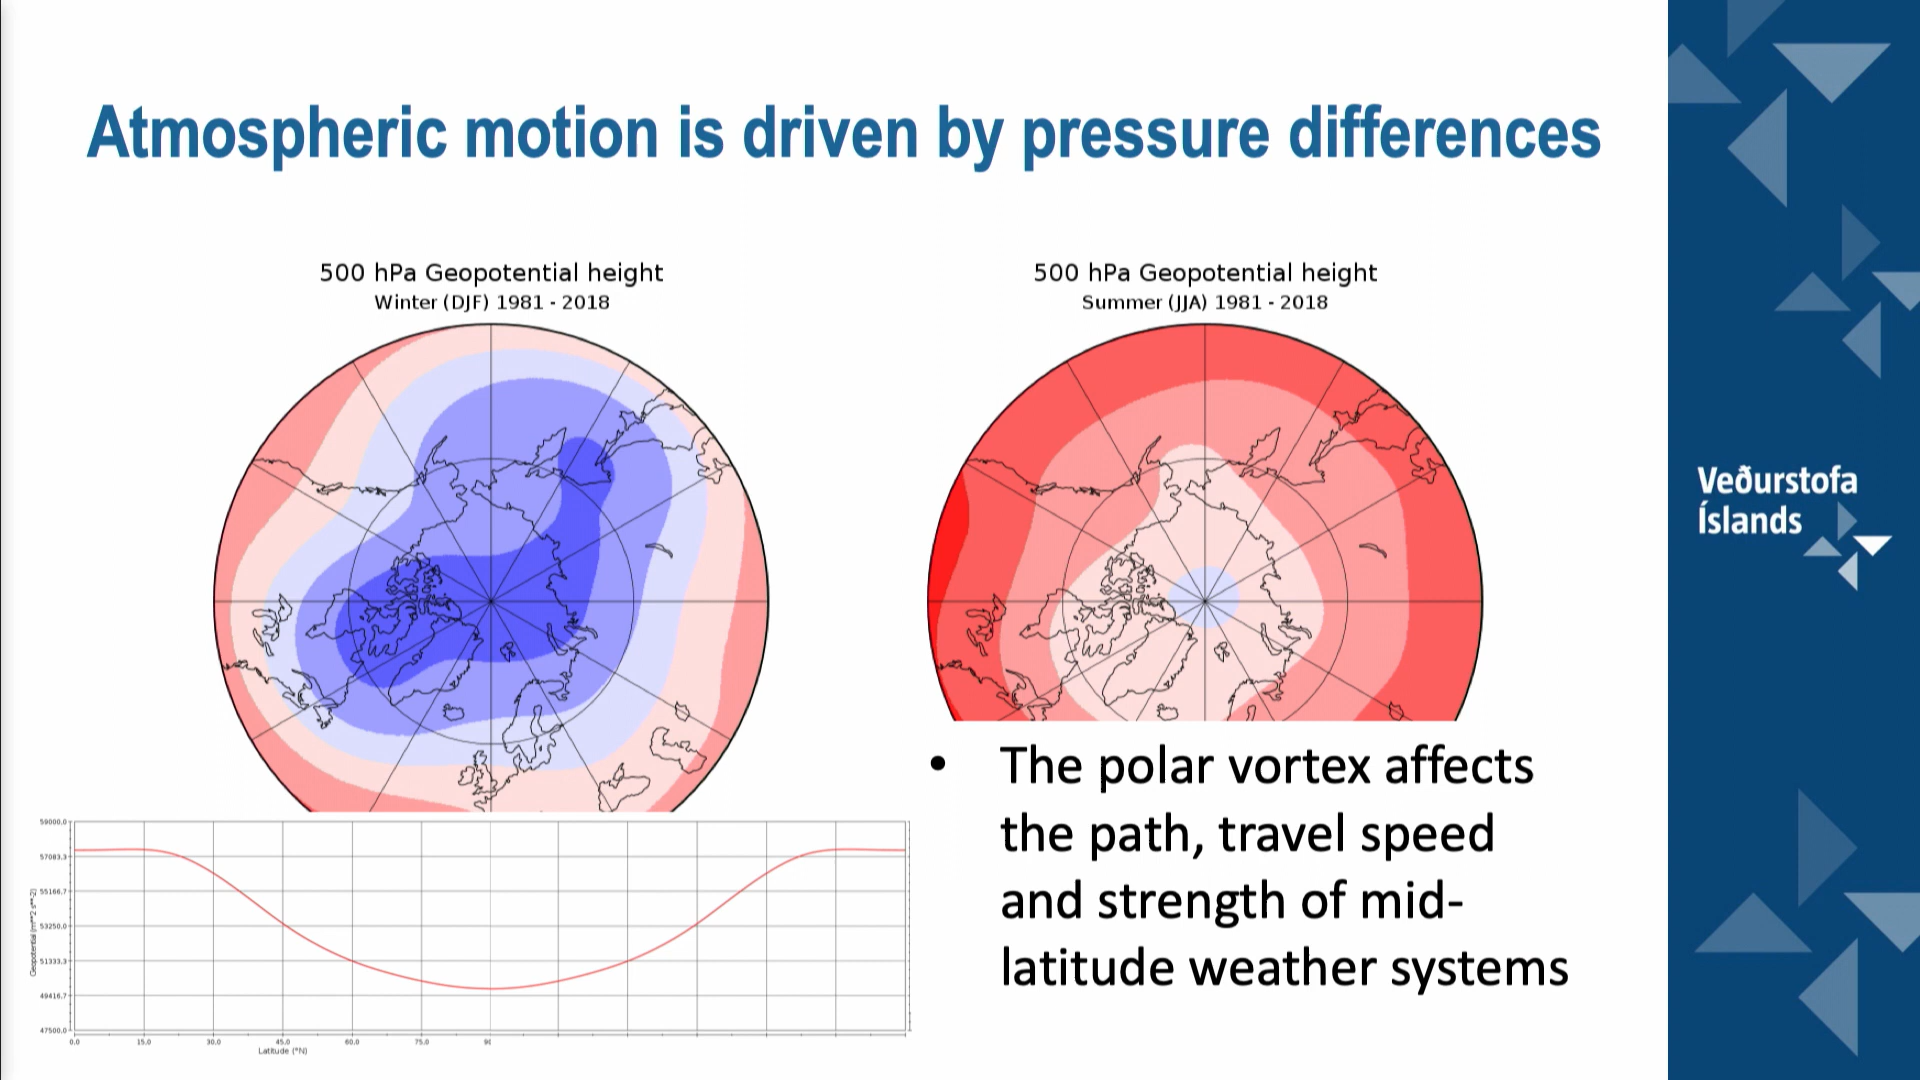 Atmospheric motion is driven by pressure differences
500 hPa Geopotential height
Winter (DJF) 1981 - 2018
500 hPa Geopotential height
Summer (JJA) 1981 - 2018
Veðurstofa
Íslands
• The polar vortex affects
the path, travel speed
and strength of mid-
latitude weather systems
59000.0
57083.3
55166.7
53250.0
51333.3
49416.7
47500.0
Geopotential (m**2 s**-2)
0.0 15.0 30.0 45.0 60.0 75.0
Latitude (°N)